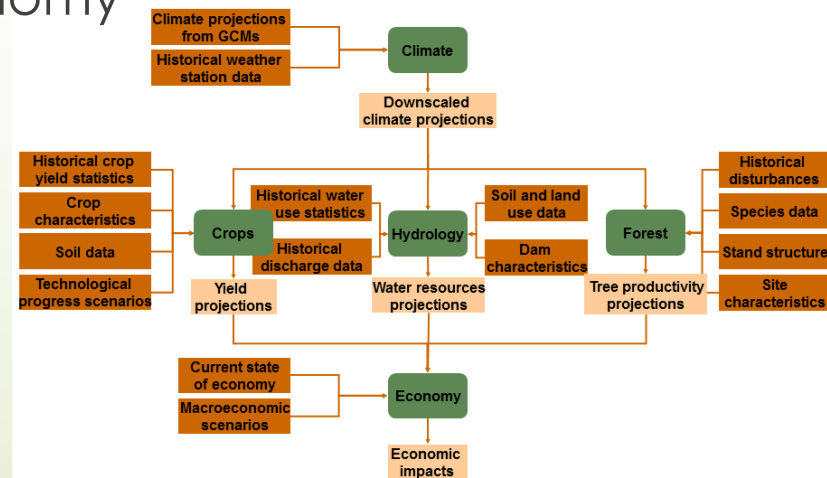 Climate projections
from GCMs
Historical weather
station data
Climate
Downscaled
climate projections
Historical crop
yield statistics
Crop
characteristics
Soil data
Technological
progress scenarios
Crops
Yield
projections
Historical water
use statistics
Historical
discharge data
Hydrology
Soil and land
use data
Dam
characteristics
Water resources
projections
Forest
Historical
disturbances
Species data
Stand structure
Site
characteristics
Tree productivity
projections
Current state
of economy
Macroeconomic
scenarios
Economy
Economic
impacts